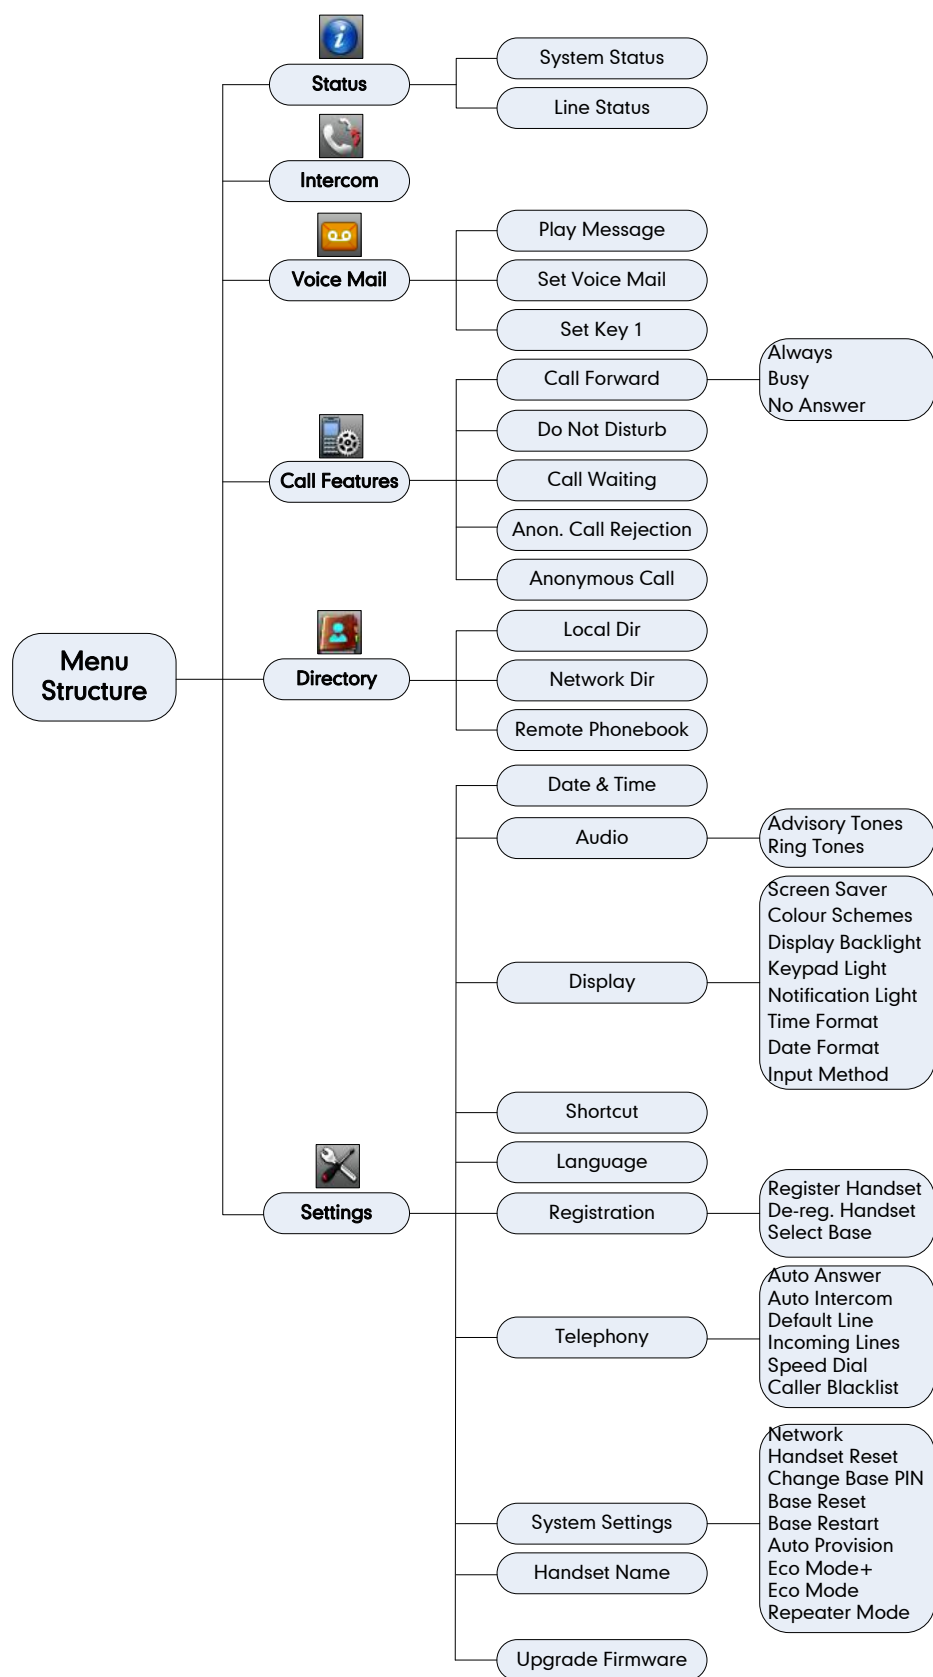 Menu
Structure
Status
System Status
Line Status
Intercom
Voice Mail
Play Message
Set Voice Mail
Set Key 1
Call Features
Call Forward
Always
Busy
No Answer
Do Not Disturb
Call Waiting
Anon. Call Rejection
Anonymous Call
Directory
Local Dir
Network Dir
Remote Phonebook
Settings
Date & Time
Audio
Advisory Tones
Ring Tones
Display
Screen Saver
Colour Schemes
Display Backlight
Keypad Light
Notification Light
Time Format
Date Format
Input Method
Shortcut
Language
Registration
Register Handset
De-reg. Handset
Select Base
Telephony
Auto Answer
Auto Intercom
Default Line
Incoming Lines
Speed Dial
Caller Blacklist
System Settings
Network
Handset Reset
Change Base PIN
Base Reset
Base Restart
Auto Provision
Eco Mode+
Eco Mode
Repeater Mode
Handset Name
Upgrade Firmware